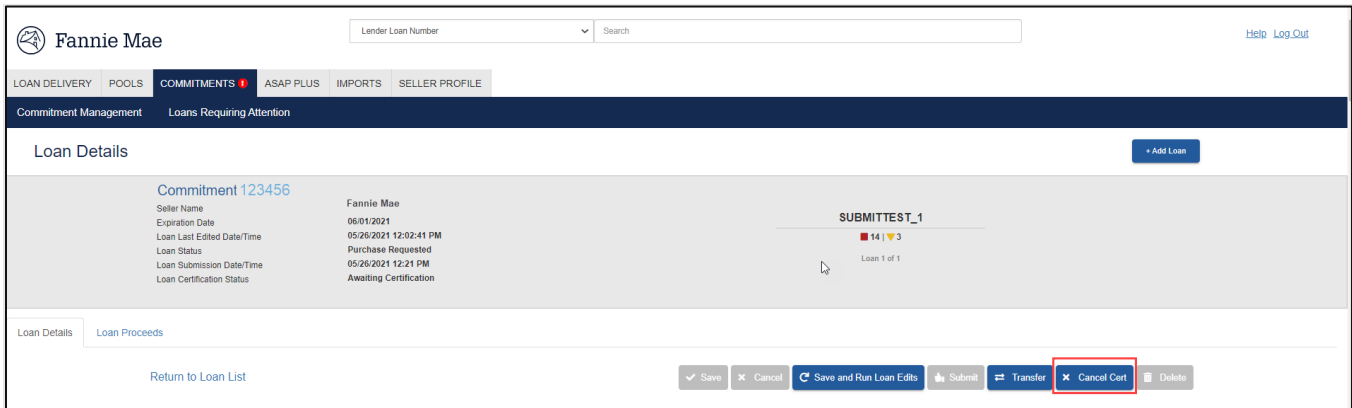 Fannie Mae
Lender Loan Number
Search
Help Log Out
LOAN DELIVERY POOLS COMMITMENTS ! ASAP PLUS IMPORTS SELLER PROFILE
Commitment Management Loans Requiring Attention
Loan Details
+ Add Loan
Commitment 123456
Seller Name Fannie Mae
Expiration Date 06/01/2021
Loan Last Edited Date/Time 05/26/2021 12:02:41 PM
Loan Status Purchase Requested
Loan Submission Date/Time 05/26/2021 12:21 PM
Loan Certification Status Awaiting Certification
SUBMITTEST_1
14 | 3
Loan 1 of 1
Loan Details Loan Proceeds
Return to Loan List
Save Cancel Save and Run Loan Edits Submit Transfer Cancel Cert Delete